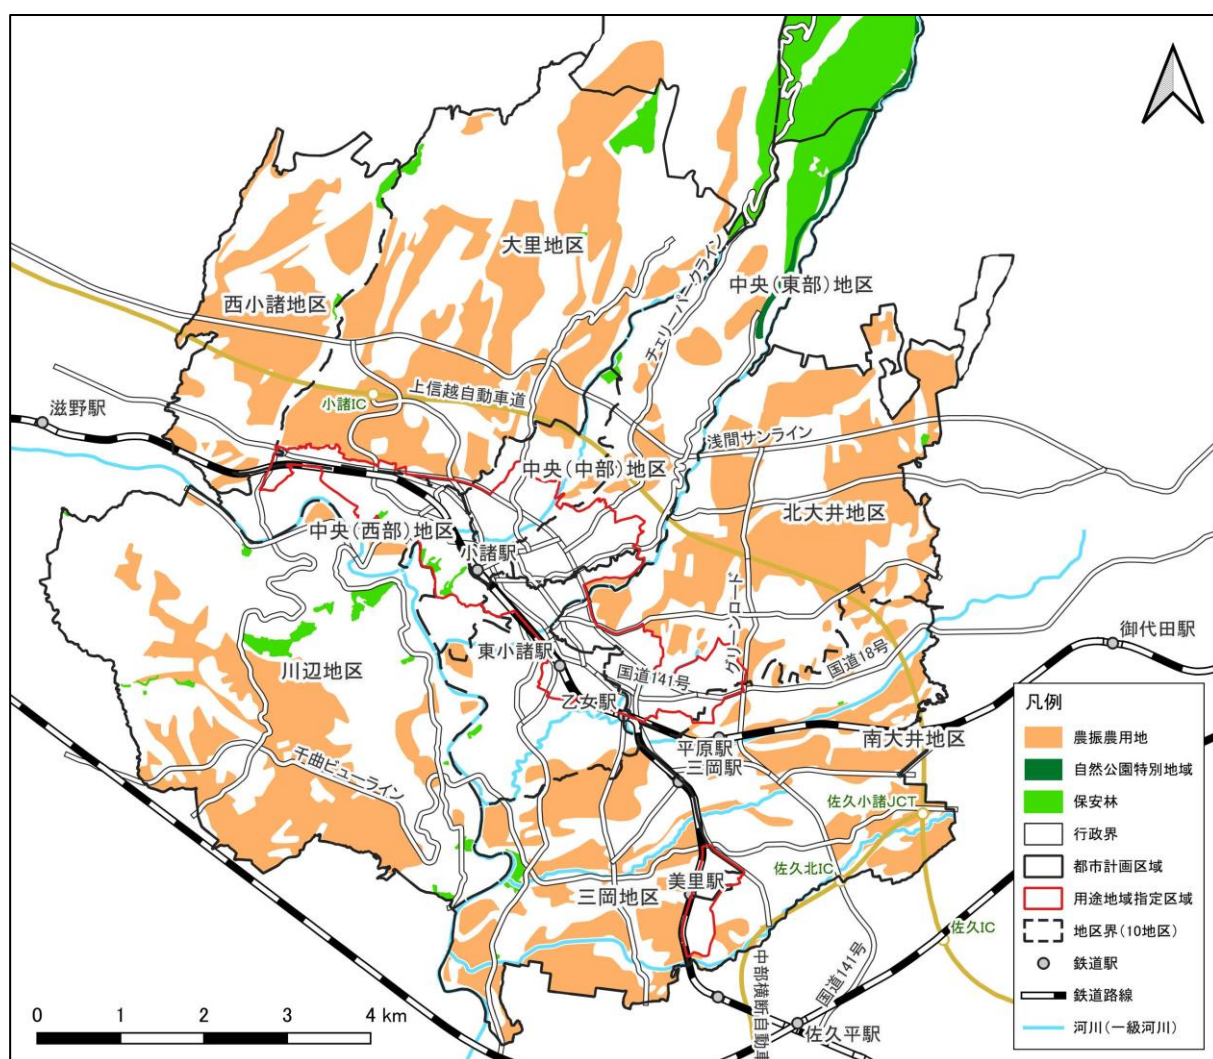 大里地区
西小諸地区
中央(東部)地区
チェリーパークライン
上信越自動車道
小諸IC
滋野駅
浅間サンライン
中央(中部)地区
北大井地区
中央(西部)地区
小諸駅
グリーンロード
御代田駅
東小諸駅
国道141号
国道18号
川辺地区
乙女駅
平原駅
南大井地区
三岡駅
千曲ビューライン
佐久小諸JCT
佐久北IC
美里駅
三岡地区
佐久IC
国道141号
中部横断自動車
佐久平駅
凡例
農振農用地
自然公園特別地域
保安林
行政界
都市計画区域
用途地域指定区域
地区界(10地区)
鉄道駅
鉄道路線
河川(一級河川)
0 1 2 3 4 km